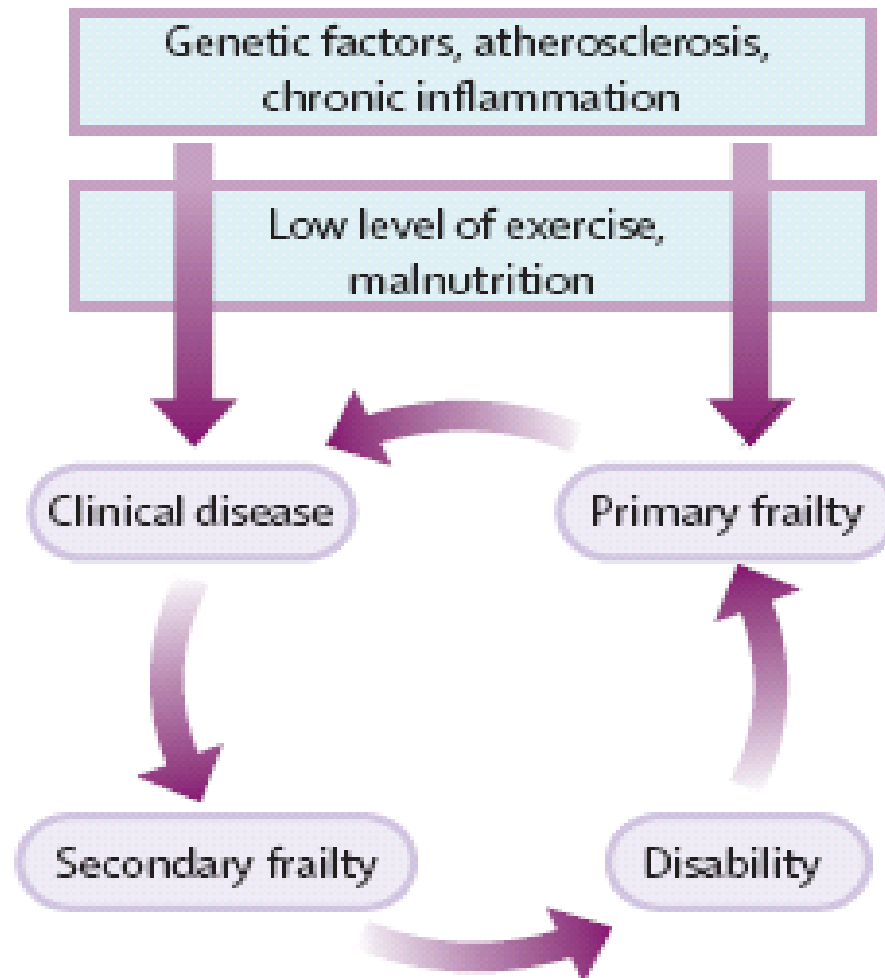 Genetic factors, atherosclerosis,
chronic inflammation
Low level of exercise,
malnutrition
Clinical disease
Primary frailty
Secondary frailty
Disability